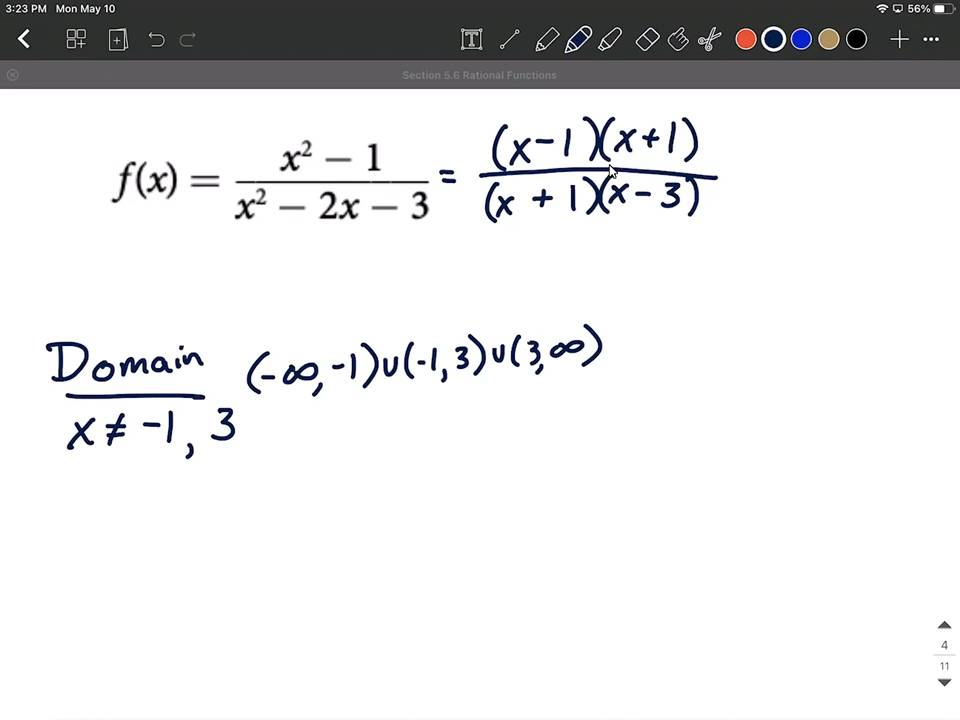 3:23 PM Mon May 10 56%
Section 5.6 Rational Functions
f(x) = (x² − 1)/(x² − 2x − 3) = ((x-1)(x+1))/((x+1)(x-3))
Domain (-∞,-1)∪(-1,3)∪(3,∞)
x ≠ -1, 3
4
11